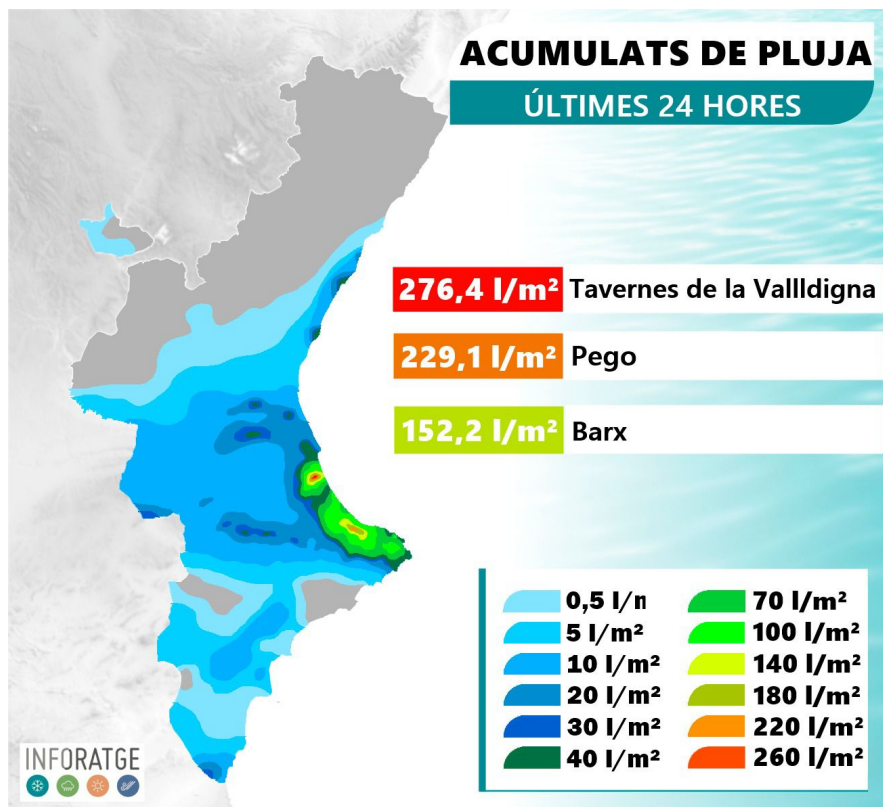 ACUMULATS DE PLUJA
ÚLTIMES 24 HORES
276,4 l/m² Tavernes de la Vallldigna
229,1 l/m² Pego
152,2 l/m² Barx
0,5 l/n
5 l/m²
10 l/m²
20 l/m²
30 l/m²
40 l/m²
70 l/m²
100 l/m²
140 l/m²
180 l/m²
220 l/m²
260 l/m²
INFORATGE